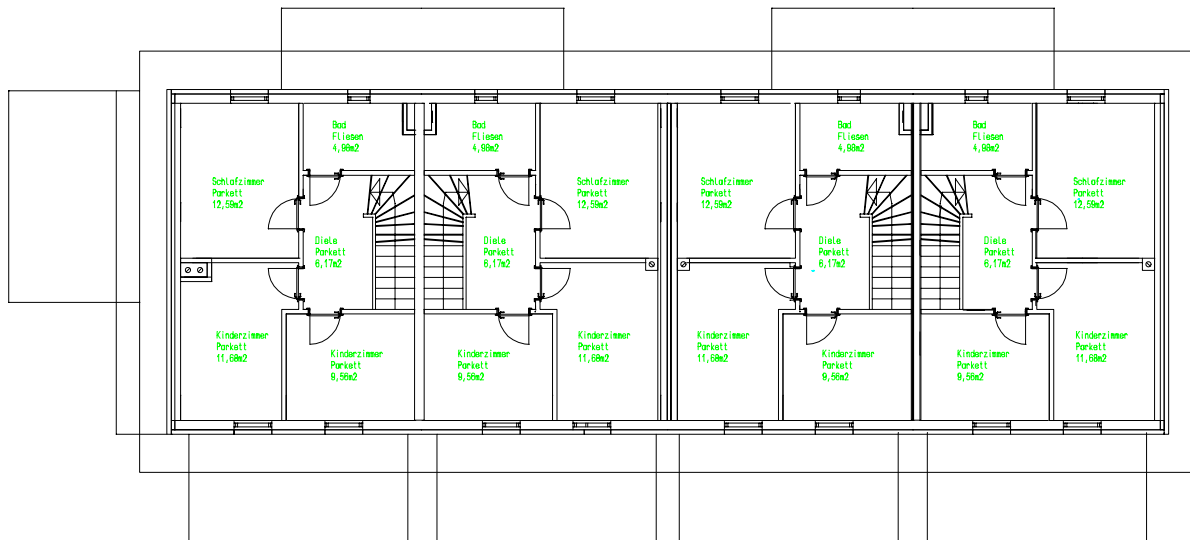 Bad
Fliesen
4,98m2
Bad
Fliesen
4,98m2
Bad
Fliesen
4,98m2
Bad
Fliesen
4,98m2
Schlafzimmer
Parkett
12,59m2
Schlafzimmer
Parkett
12,59m2
Schlafzimmer
Parkett
12,59m2
Schlafzimmer
Parkett
12,59m2
Diele
Parkett
6,17m2
Diele
Parkett
6,17m2
Diele
Parkett
6,17m2
Diele
Parkett
6,17m2
Kinderzimmer
Parkett
11,68m2
Kinderzimmer
Parkett
9,56m2
Kinderzimmer
Parkett
9,56m2
Kinderzimmer
Parkett
11,68m2
Kinderzimmer
Parkett
11,68m2
Kinderzimmer
Parkett
9,56m2
Kinderzimmer
Parkett
9,56m2
Kinderzimmer
Parkett
11,68m2